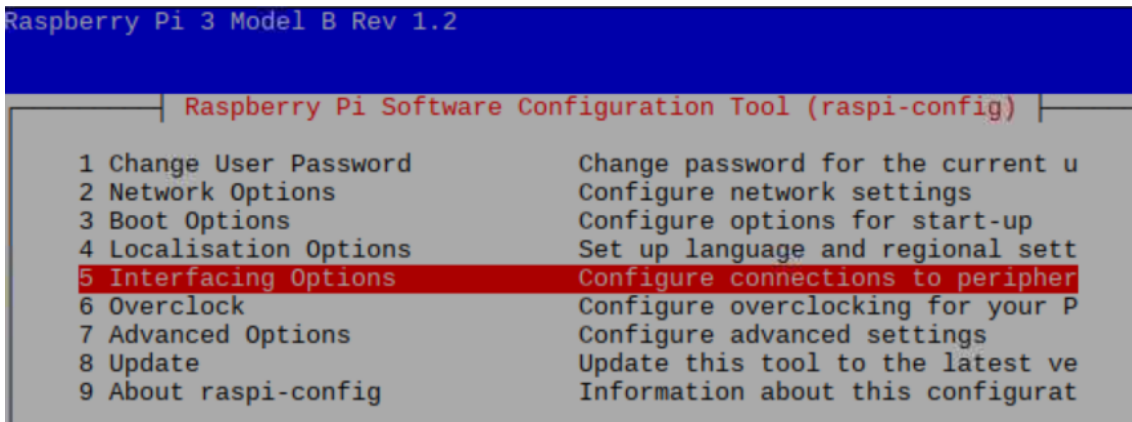 Raspberry Pi 3 Model B Rev 1.2
Raspberry Pi Software Configuration Tool (raspi-config)
1 Change User Password Change password for the current u
2 Network Options Configure network settings
3 Boot Options Configure options for start-up
4 Localisation Options Set up language and regional sett
5 Interfacing Options Configure connections to peripher
6 Overclock Configure overclocking for your P
7 Advanced Options Configure advanced settings
8 Update Update this tool to the latest ve
9 About raspi-config Information about this configurat